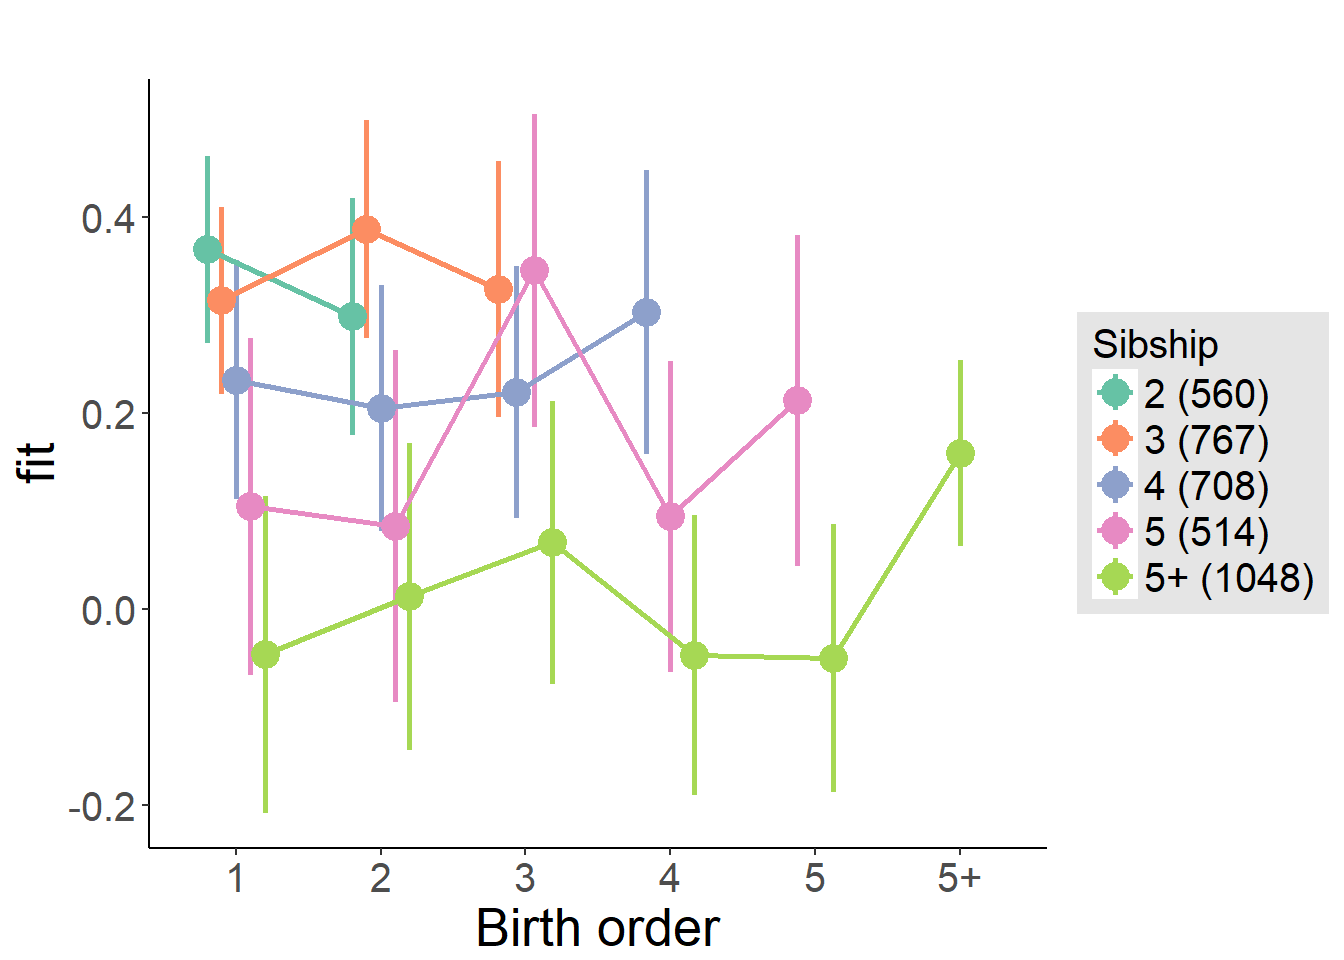 fit
0.4
0.2
0.0
-0.2
1 2 3 4 5 5+
Birth order
Sibship
2 (560)
3 (767)
4 (708)
5 (514)
5+ (1048)